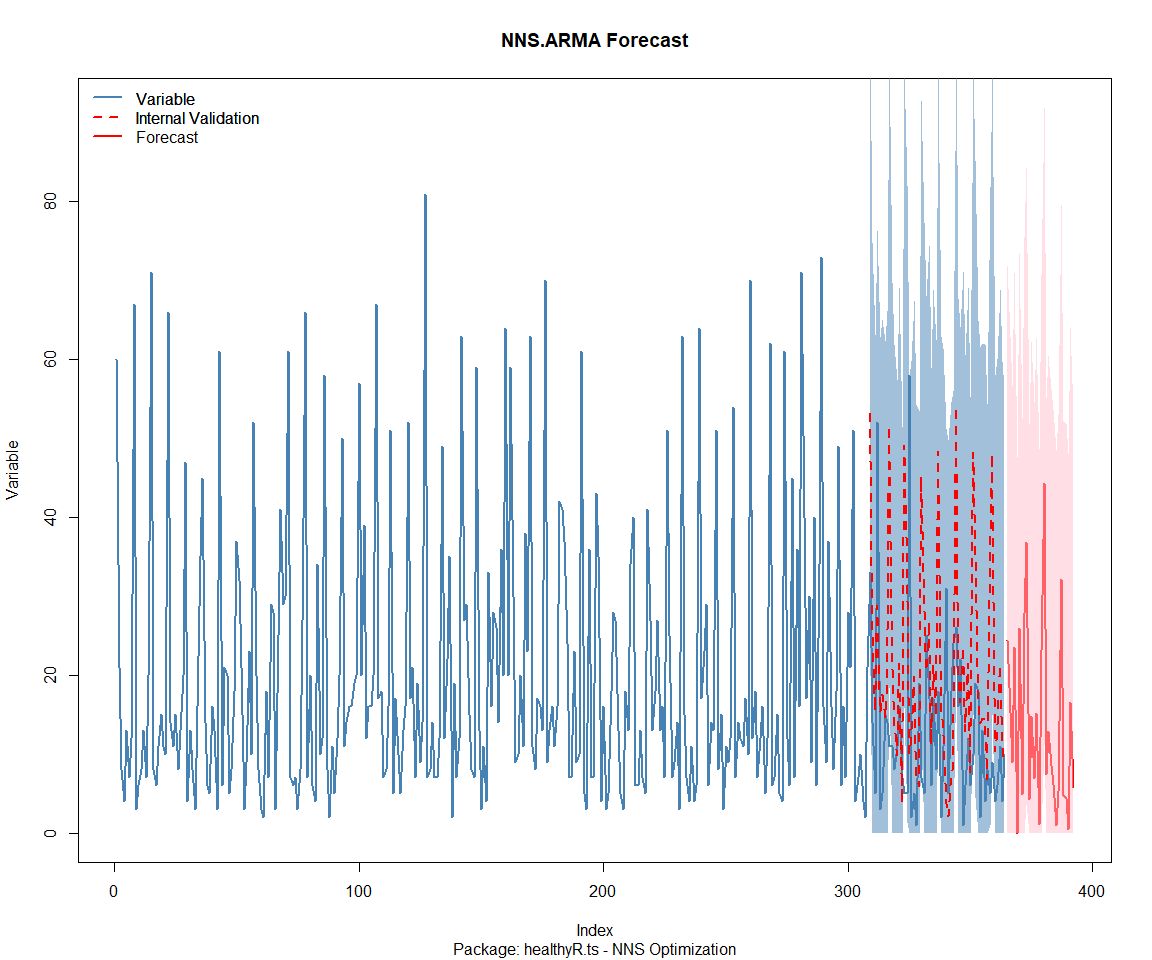 NNS.ARMA Forecast
Variable
Internal Validation
Forecast
Variable
80
60
40
20
0
0 100 200 300 400
Index
Package: healthyR.ts - NNS Optimization